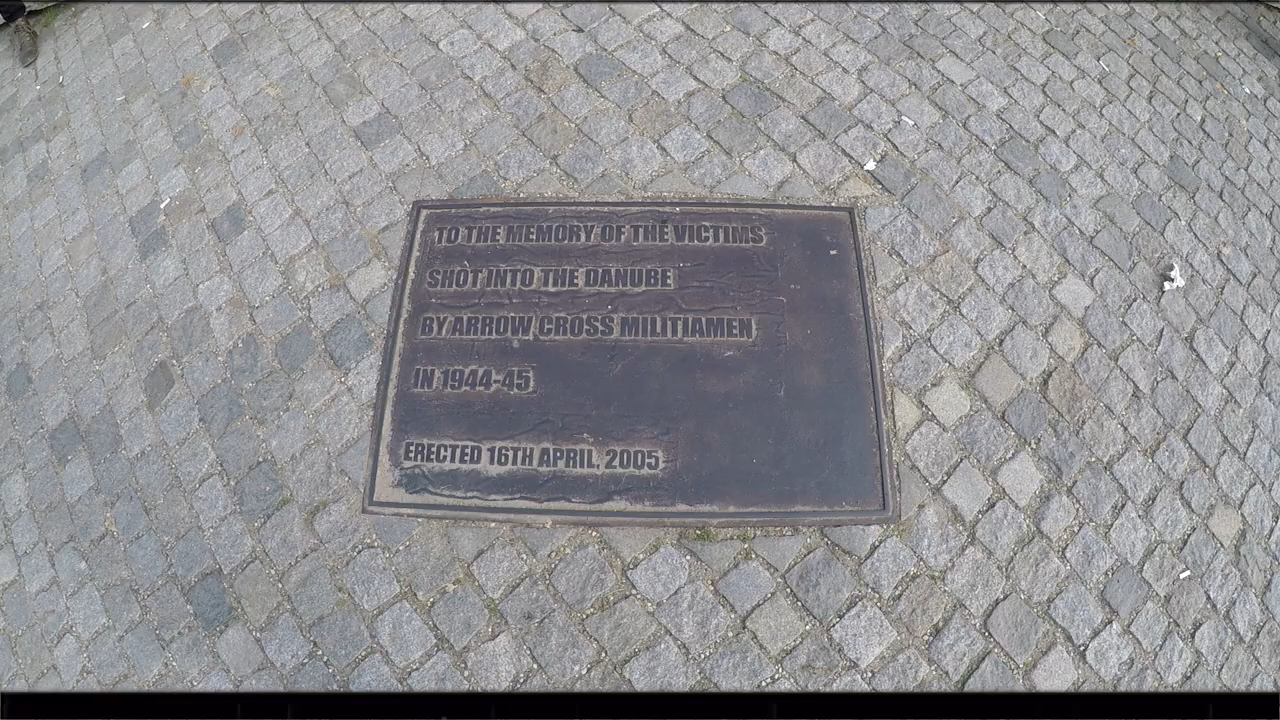 TO THE MEMORY OF THE VICTIMS
SHOT INTO THE DANUBE
BY ARROW CROSS MILITIAMEN
IN 1944-45
ERECTED 16TH APRIL, 2005